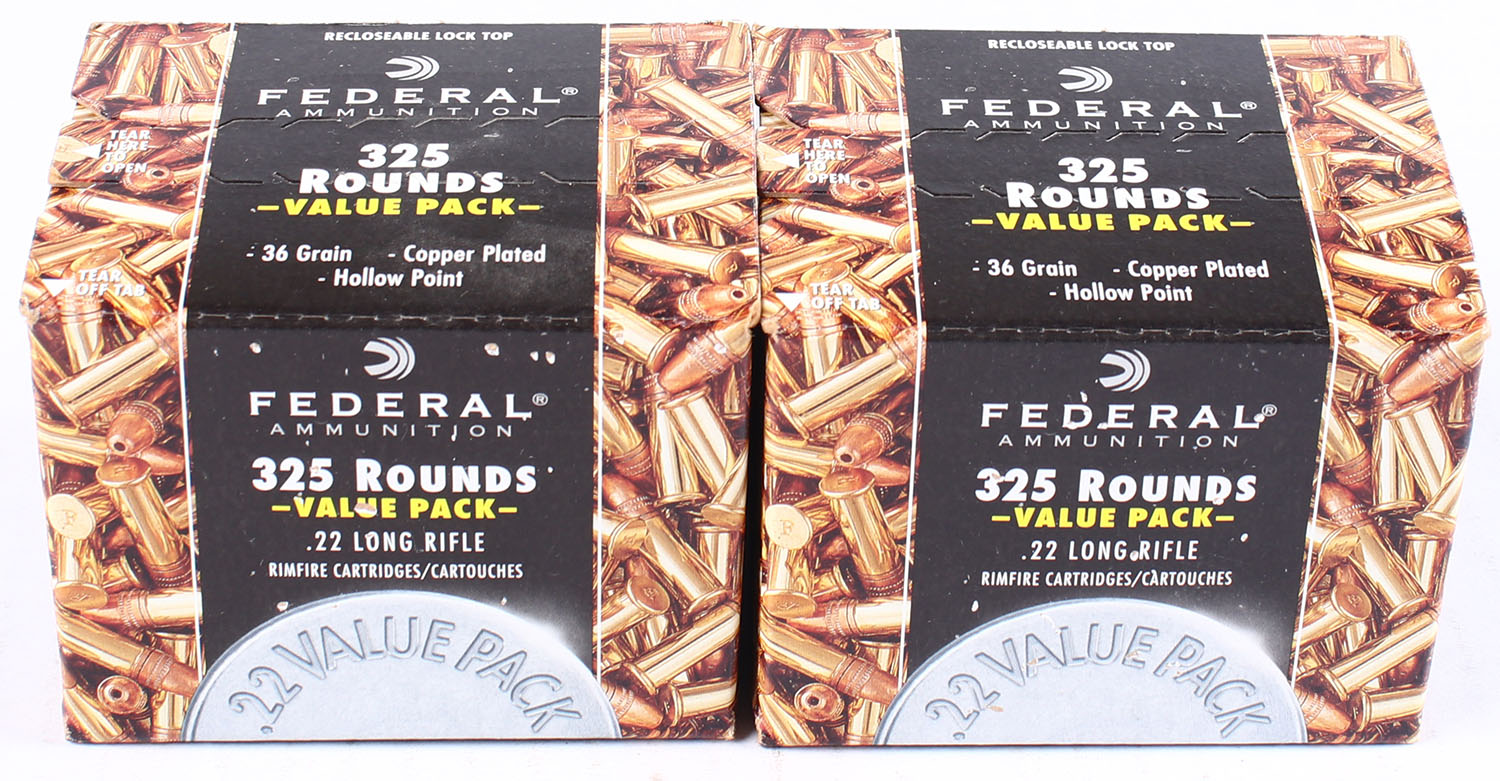 RECLOSEABLE LOCK TOP
FEDERAL®
AMMUNITION
TEAR
HERE
TO
OPEN
325
ROUNDS
–VALUE PACK–
- 36 Grain - Copper Plated
- Hollow Point
TEAR
OFF TAB
FEDERAL®
AMMUNITION
325 ROUNDS
–VALUE PACK–
.22 LONG RIFLE
RIMFIRE CARTRIDGES/CARTOUCHES
.22 VALUE PACK
RECLOSEABLE LOCK TOP
FEDERAL®
AMMUNITION
TEAR
HERE
TO
OPEN
325
ROUNDS
–VALUE PACK–
- 36 Grain - Copper Plated
- Hollow Point
TEAR
OFF TAB
FEDERAL®
AMMUNITION
325 ROUNDS
–VALUE PACK–
.22 LONG RIFLE
RIMFIRE CARTRIDGES/CARTOUCHES
.22 VALUE PACK